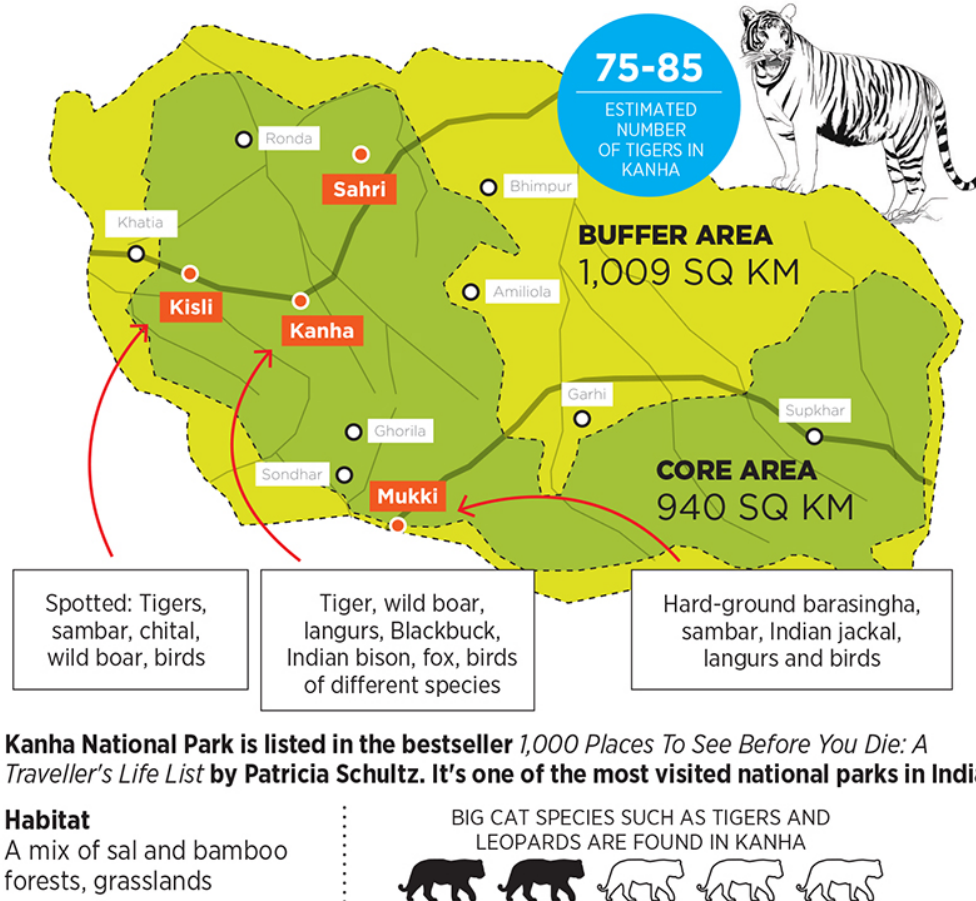 75-85
ESTIMATED
NUMBER
OF TIGERS IN
KANHA
Ronda
Sahri
Bhimpur
Khatia
BUFFER AREA
1,009 SQ KM
Kisli
Amiliola
Kanha
Garhi
Supkhar
Ghorila
CORE AREA
940 SQ KM
Sondhar
Mukki
Spotted: Tigers,
sambar, chital,
wild boar, birds
Tiger, wild boar,
langurs, Blackbuck,
Indian bison, fox, birds
of different species
Hard-ground barasingha,
sambar, Indian jackal,
langurs and birds
Kanha National Park is listed in the bestseller 1,000 Places To See Before You Die: A
Traveller's Life List by Patricia Schultz. It's one of the most visited national parks in Indi
Habitat
A mix of sal and bamboo
forests, grasslands
BIG CAT SPECIES SUCH AS TIGERS AND
LEOPARDS ARE FOUND IN KANHA